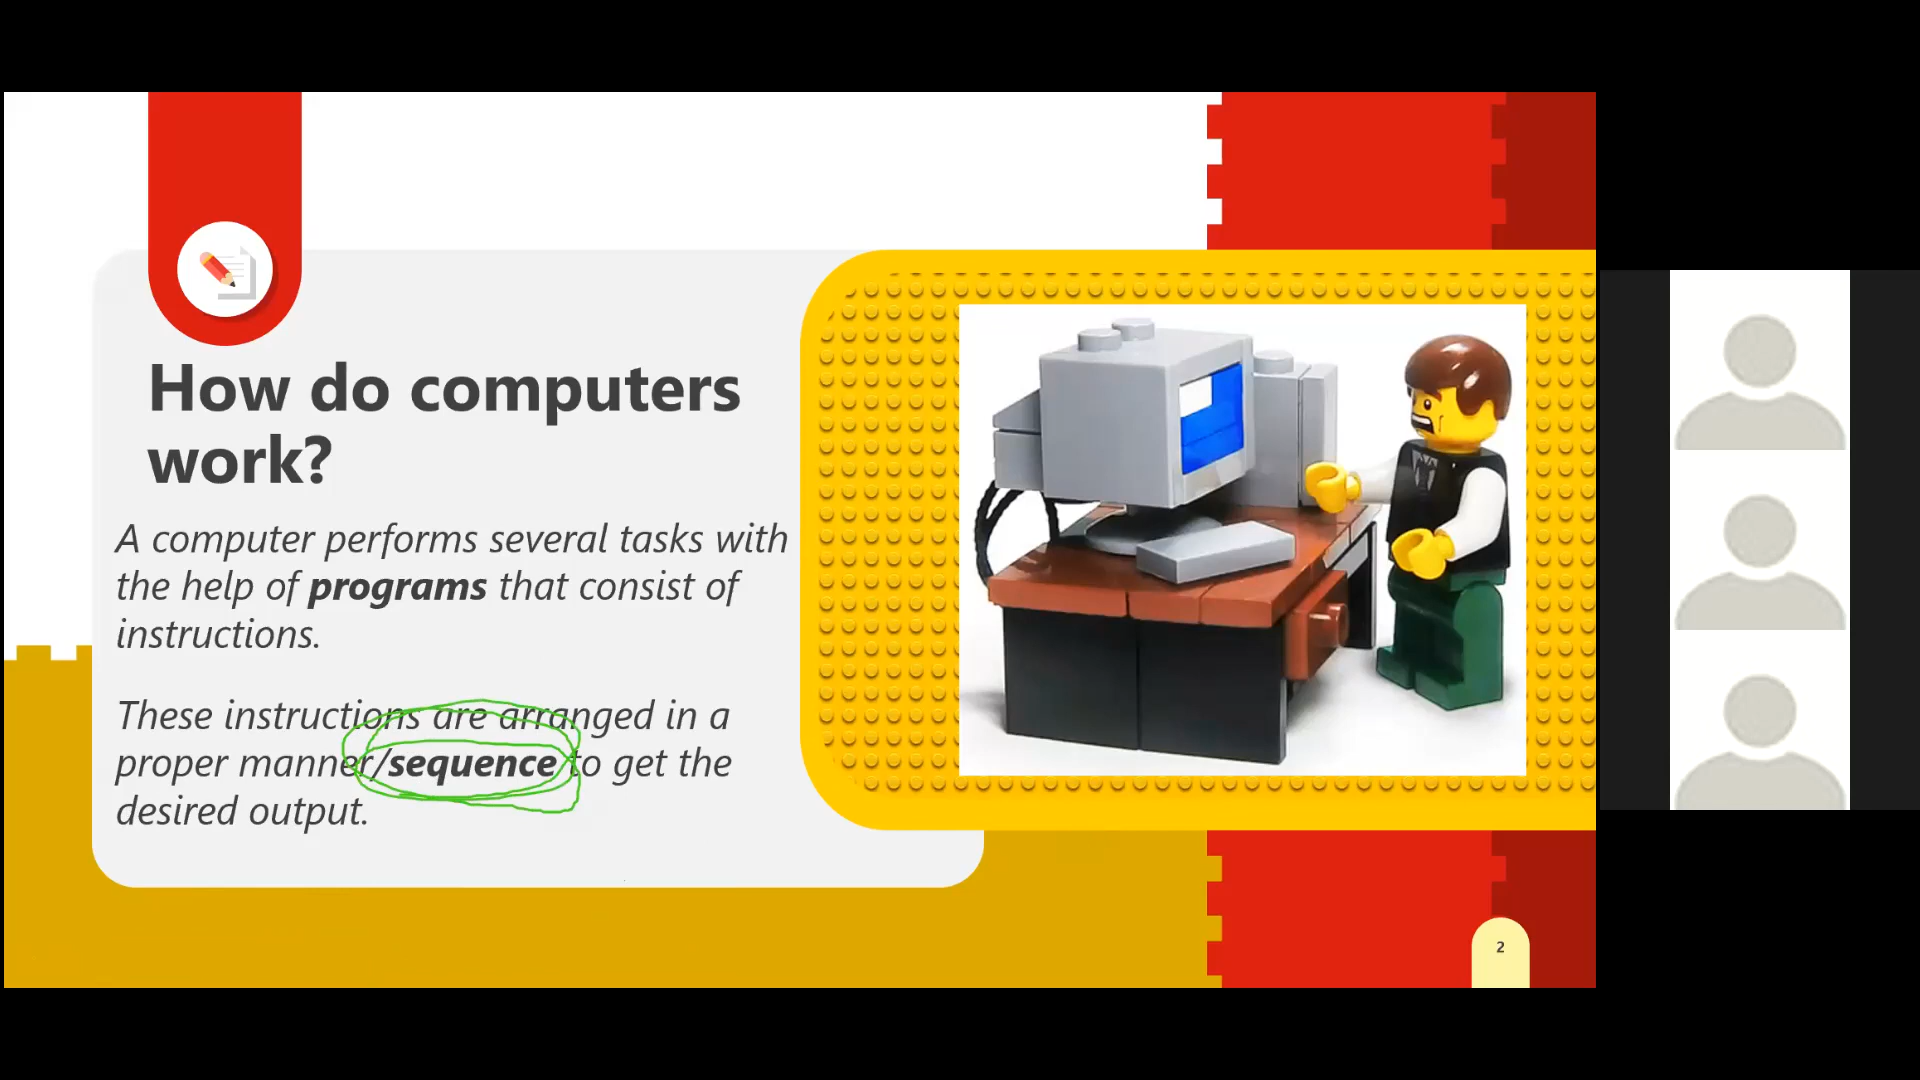 How do computers
work?
A computer performs several tasks with
the help of programs that consist of
instructions.
These instructions are arranged in a
proper manner/sequence to get the
desired output.
2